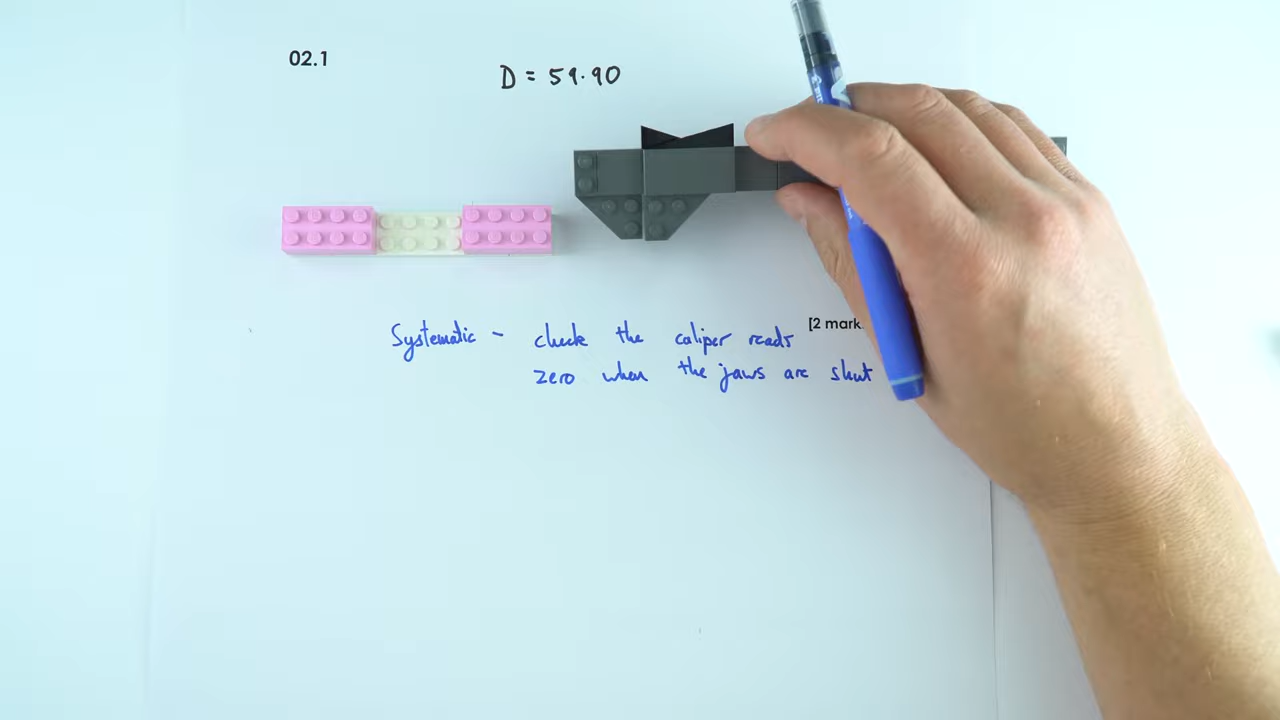 02.1
D = 59.90
[2 mark
Systematic - check the caliper reads
zero when the jaws are shut